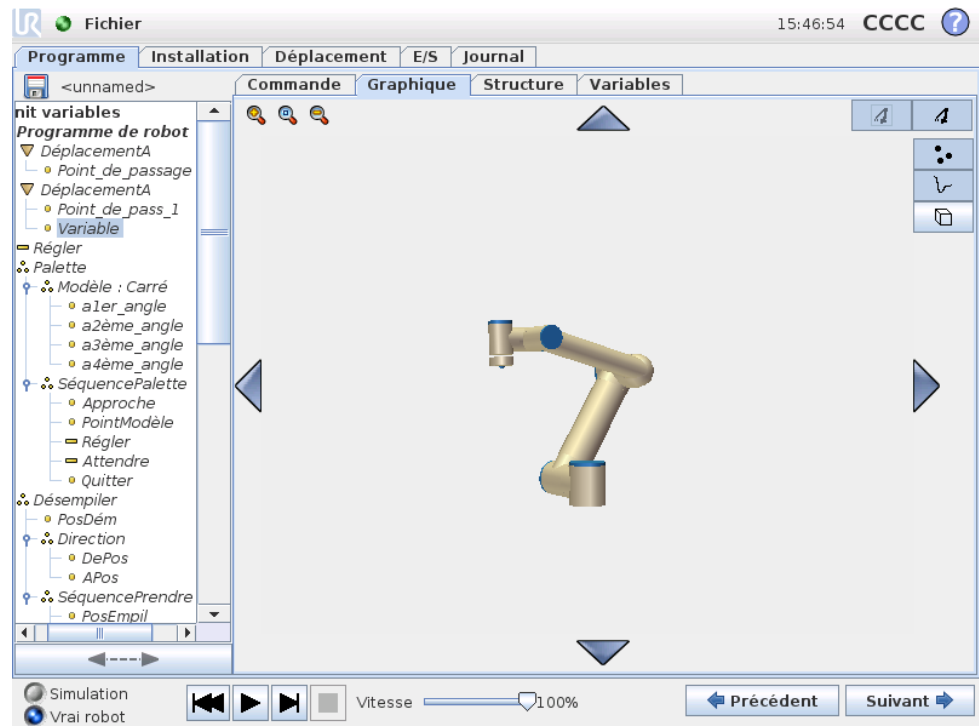 Fichier
15:46:54 CCCC ?
Programme Installation Déplacement E/S Journal
<unnamed>
Commande Graphique Structure Variables
nit variables
Programme de robot
DéplacementA
Point_de_passage
DéplacementA
Point_de_pass_1
Variable
Régler
Palette
Modèle : Carré
a1er_angle
a2ème_angle
a3ème_angle
a4ème_angle
SéquencePalette
Approche
PointModèle
Régler
Attendre
Quitter
Désempiler
PosDém
Direction
DePos
APos
SéquencePrendre
PosEmpil
Simulation
Vrai robot
Vitesse 100%
Précédent Suivant